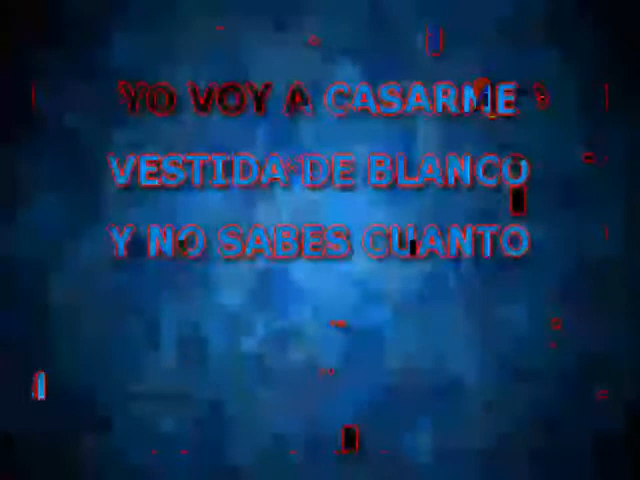 YO VOY A CASARME
VESTIDA DE BLANCO
Y NO SABES CUANTO